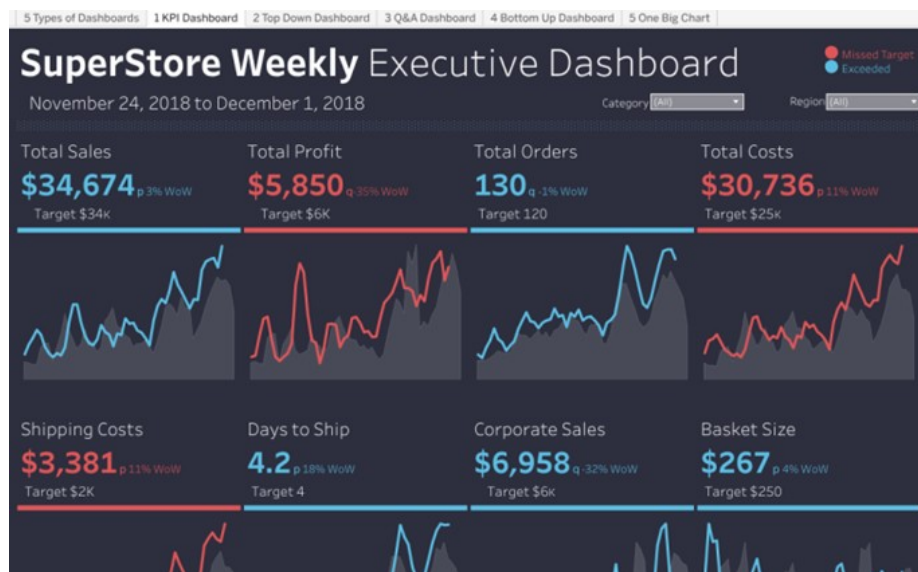 5 Types of Dashboards 1 KPI Dashboard 2 Top Down Dashboard 3 Q&A Dashboard 4 Bottom Up Dashboard 5 One Big Chart
SuperStore Weekly Executive Dashboard
Missed Target
Exceeded
November 24, 2018 to December 1, 2018
Category (All)
Region (All)
Total Sales
$34,674 p 3% WoW
Target $34K
Total Profit
$5,850 q -35% WoW
Target $6K
Total Orders
130 q -1% WoW
Target 120
Total Costs
$30,736 p 11% WoW
Target $25K
Shipping Costs
$3,381 p 11% WoW
Target $2K
Days to Ship
4.2 p 18% WoW
Target 4
Corporate Sales
$6,958 q -32% WoW
Target $6K
Basket Size
$267 p 4% WoW
Target $250